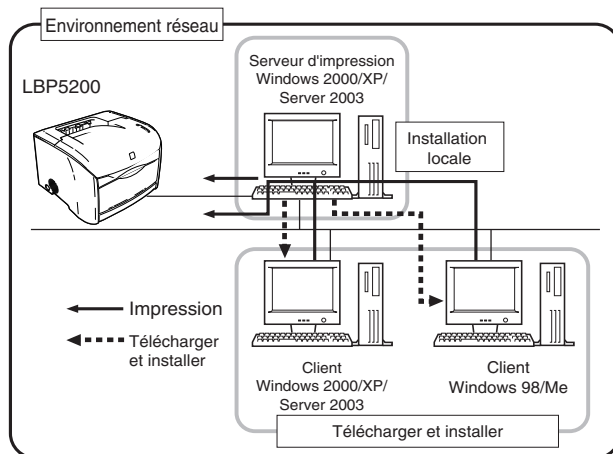 Environnement réseau
Serveur d'impression
Windows 2000/XP/
Server 2003
LBP5200
Installation
locale
Impression
Télécharger
et installer
Client
Windows 2000/XP/
Server 2003
Client
Windows 98/Me
Télécharger et installer